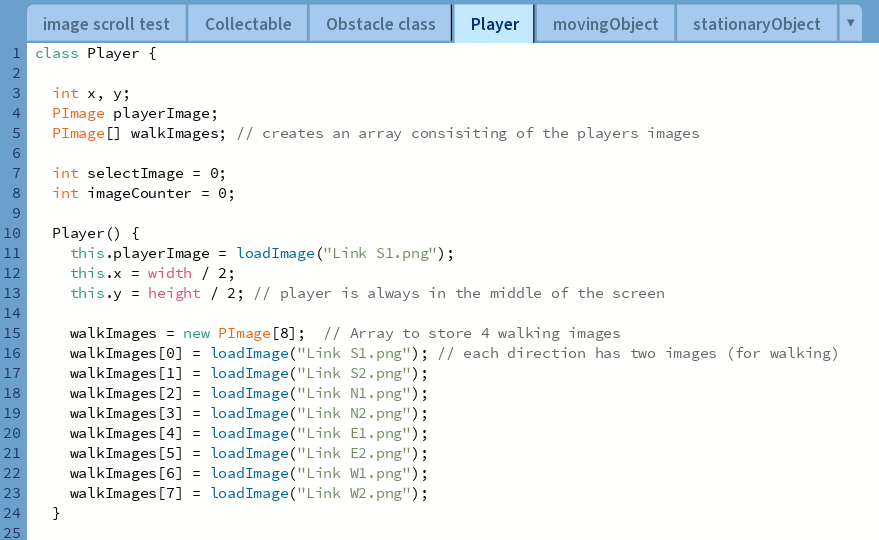 image scroll test Collectable Obstacle class Player movingObject stationaryObject ▼
1 class Player {
2
3   int x, y;
4   PImage playerImage;
5   PImage[] walkImages; // creates an array consisiting of the players images
6
7   int selectImage = 0;
8   int imageCounter = 0;
9
10   Player() {
11     this.playerImage = loadImage("Link S1.png");
12     this.x = width / 2;
13     this.y = height / 2; // player is always in the middle of the screen
14
15     walkImages = new PImage[8];  // Array to store 4 walking images
16     walkImages[0] = loadImage("Link S1.png"); // each direction has two images (for walking)
17     walkImages[1] = loadImage("Link S2.png");
18     walkImages[2] = loadImage("Link N1.png");
19     walkImages[3] = loadImage("Link N2.png");
20     walkImages[4] = loadImage("Link E1.png");
21     walkImages[5] = loadImage("Link E2.png");
22     walkImages[6] = loadImage("Link W1.png");
23     walkImages[7] = loadImage("Link W2.png");
24   }
25